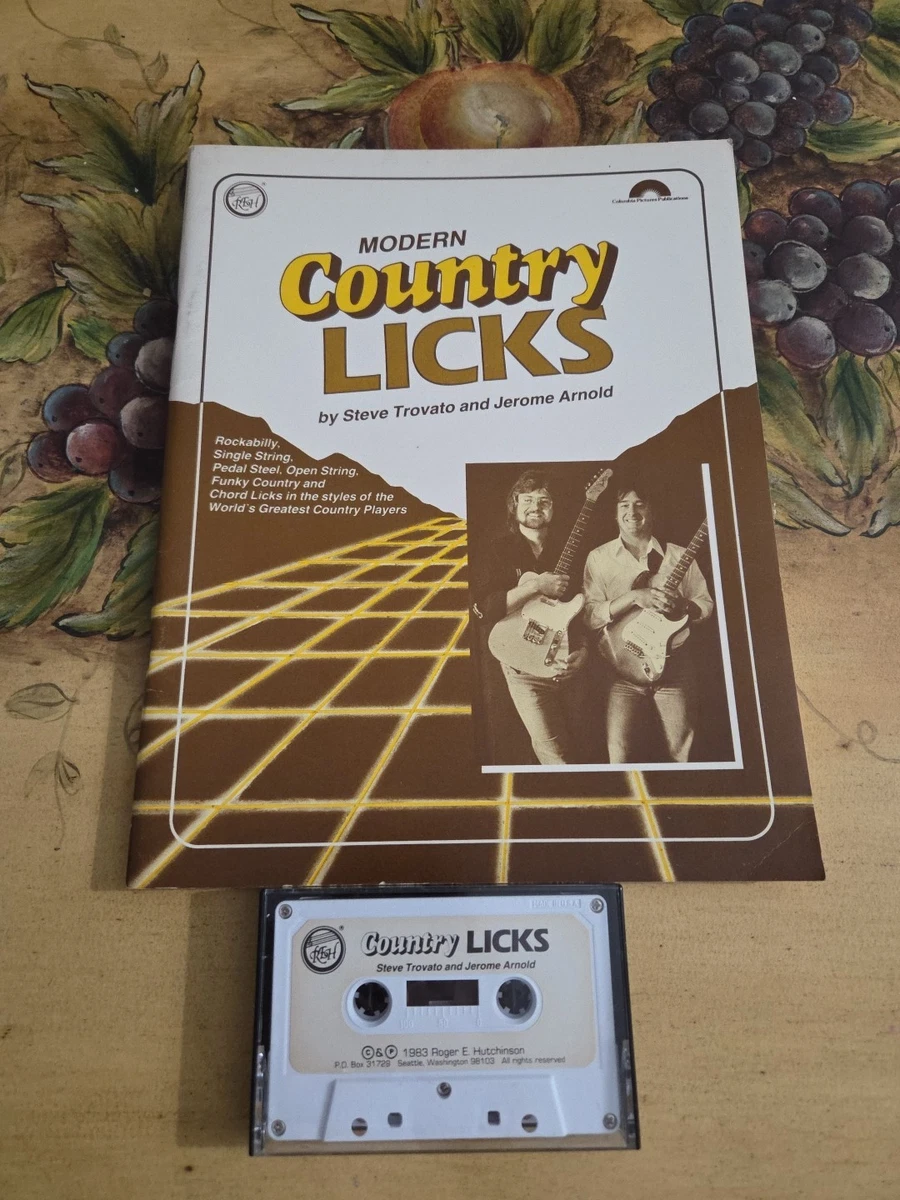 REH
Columbia Pictures Publications
MODERN
Country
LICKS
by Steve Trovato and Jerome Arnold
Rockabilly,
Single String,
Pedal Steel, Open String,
Funky Country and
Chord Licks in the styles of the
World's Greatest Country Players
REH
Country LICKS
Steve Trovato and Jerome Arnold
©&℗ 1983 Roger E. Hutchinson
P.O. Box 31729 Seattle, Washington 98103 All rights reserved